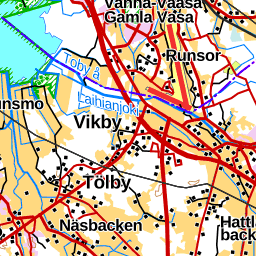 Vanha-Vaasa
Gamla Vasa
Runsor
Toby å
Laihianjoki
unsmo
Vikby
Tölby
Näsbacken
Hattl
back